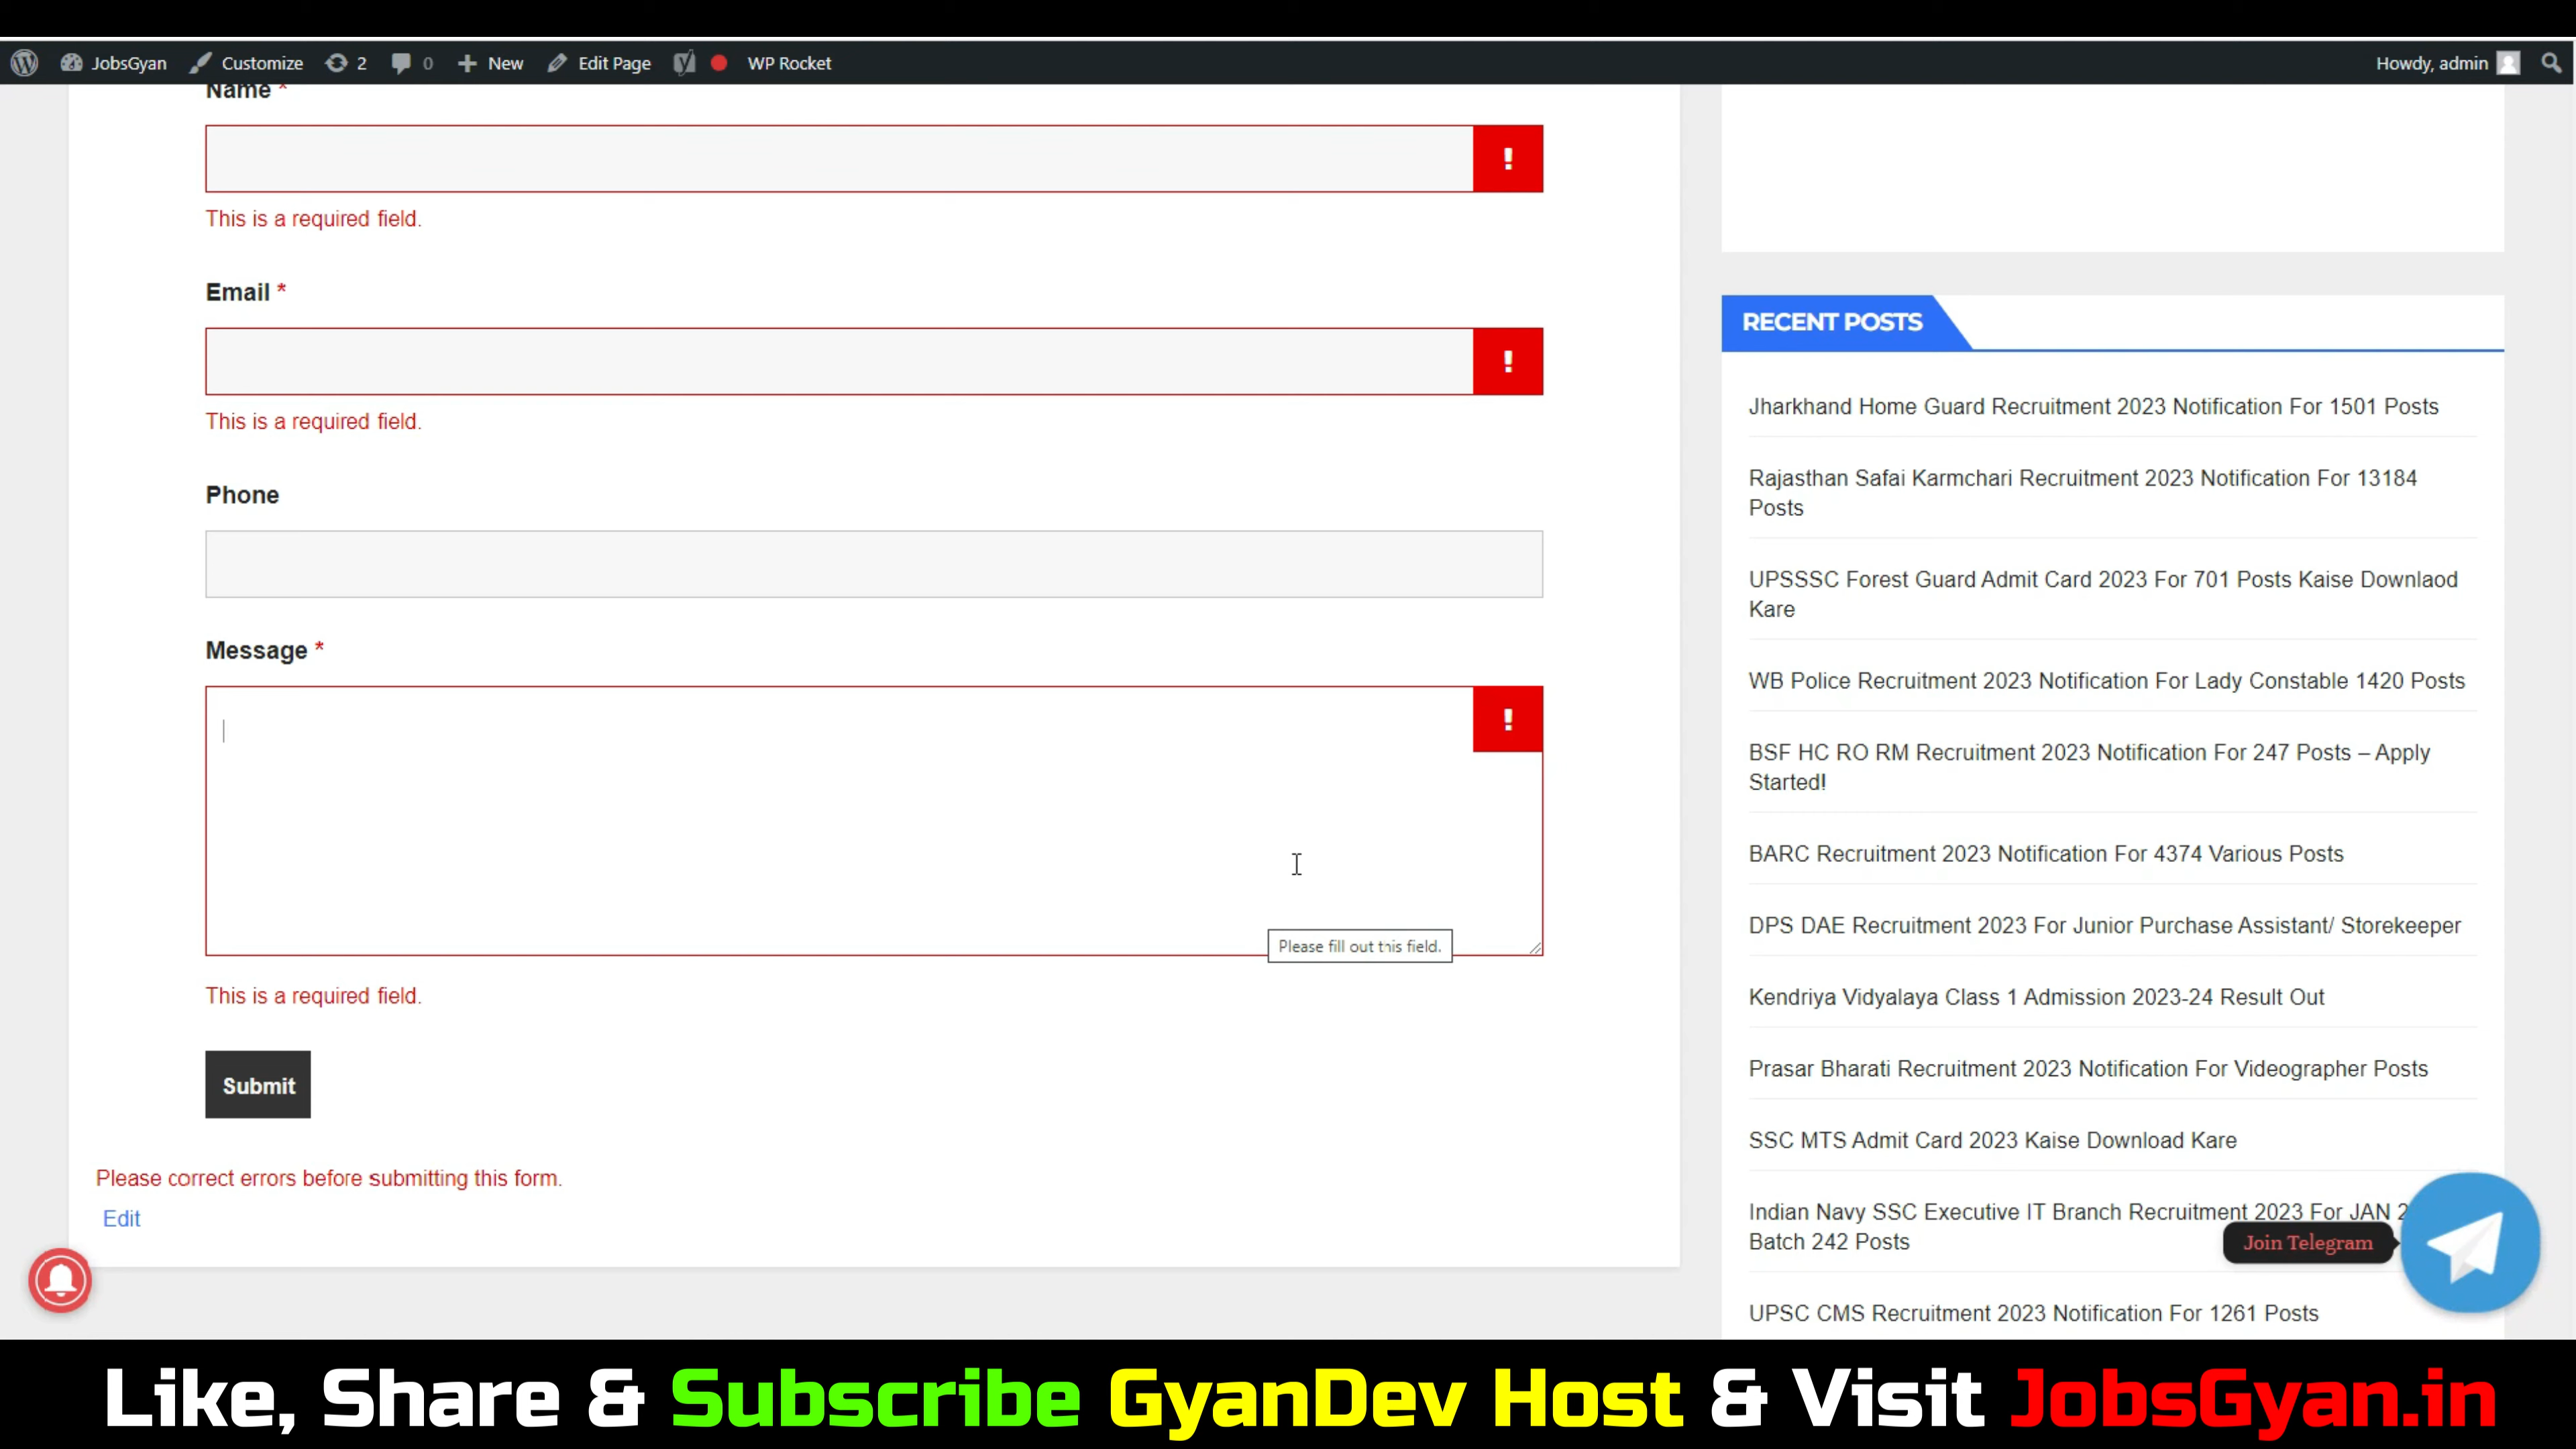 JobsGyan Customize 2 0 New Edit Page WP Rocket Howdy, admin
Name *
!
This is a required field.
Email *
!
This is a required field.
Phone
Message *
!
Please fill out this field.
This is a required field.
Submit
Please correct errors before submitting this form.
Edit
RECENT POSTS
Jharkhand Home Guard Recruitment 2023 Notification For 1501 Posts
Rajasthan Safai Karmchari Recruitment 2023 Notification For 13184
Posts
UPSSSC Forest Guard Admit Card 2023 For 701 Posts Kaise Downlaod
Kare
WB Police Recruitment 2023 Notification For Lady Constable 1420 Posts
BSF HC RO RM Recruitment 2023 Notification For 247 Posts – Apply
Started!
BARC Recruitment 2023 Notification For 4374 Various Posts
DPS DAE Recruitment 2023 For Junior Purchase Assistant/ Storekeeper
Kendriya Vidyalaya Class 1 Admission 2023-24 Result Out
Prasar Bharati Recruitment 2023 Notification For Videographer Posts
SSC MTS Admit Card 2023 Kaise Download Kare
Indian Navy SSC Executive IT Branch Recruitment 2023 For JAN
Batch 242 Posts
Join Telegram
UPSC CMS Recruitment 2023 Notification For 1261 Posts
Like, Share & Subscribe GyanDev Host & Visit JobsGyan.in